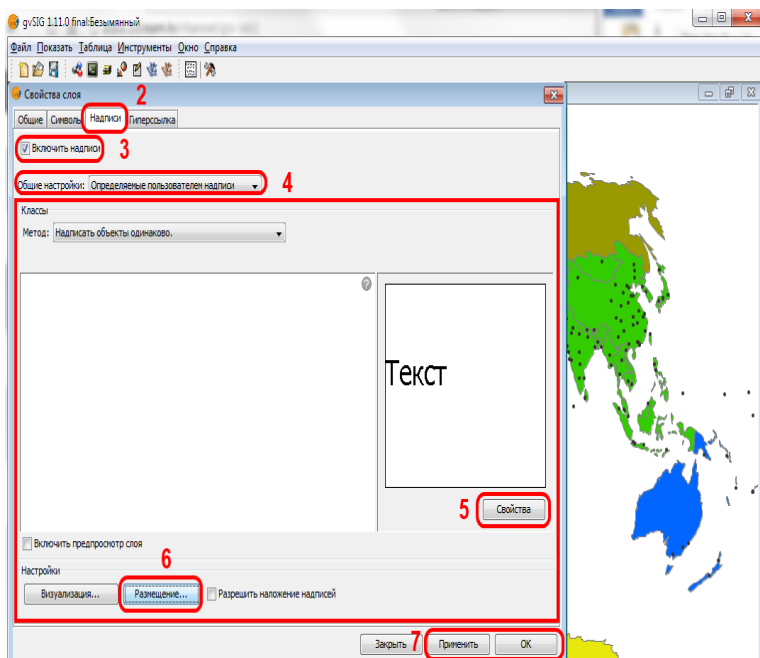 gvSIG 1.11.0 final:Безымянный
Файл Показать Таблица Инструменты Окно Справка
Свойства слоя
2
Общие Символы Надписи Гиперссылка
Включить надписи 3
Общие настройки: Определяемые пользователем надписи 4
Классы
Метод: Надписать объекты одинаково.
Текст
5 Свойства
Включить предпросмотр слоя
6
Настройки
Визуализация... Размещение... Разрешить наложение надписей
Закрыть 7 Применить OK